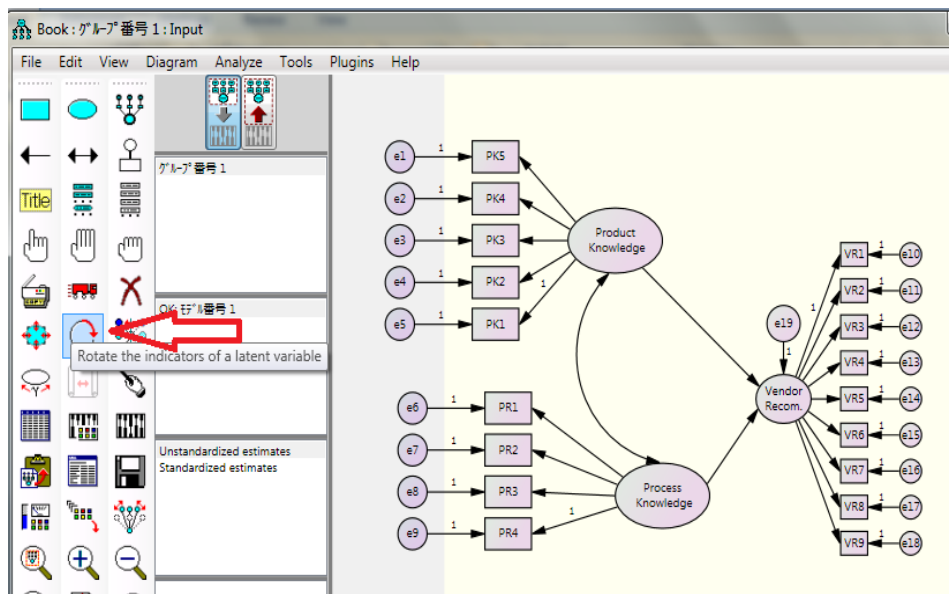 Book : グループ番号 1 : Input
File Edit View Diagram Analyze Tools Plugins Help
Title
グループ番号 1
OK: モデル番号 1
Rotate the indicators of a latent variable
Unstandardized estimates
Standardized estimates
e1 1 PK5
e2 1 PK4
e3 1 PK3
e4 1 PK2
e5 1 PK1
1
Product
Knowledge
e6 1 PR1
e7 1 PR2
e8 1 PR3
e9 1 PR4
1
Process
Knowledge
e19
1
Vendor
Recom.
1
VR1 1 e10
VR2 1 e11
VR3 1 e12
VR4 1 e13
VR5 1 e14
VR6 1 e15
VR7 1 e16
VR8 1 e17
VR9 1 e18